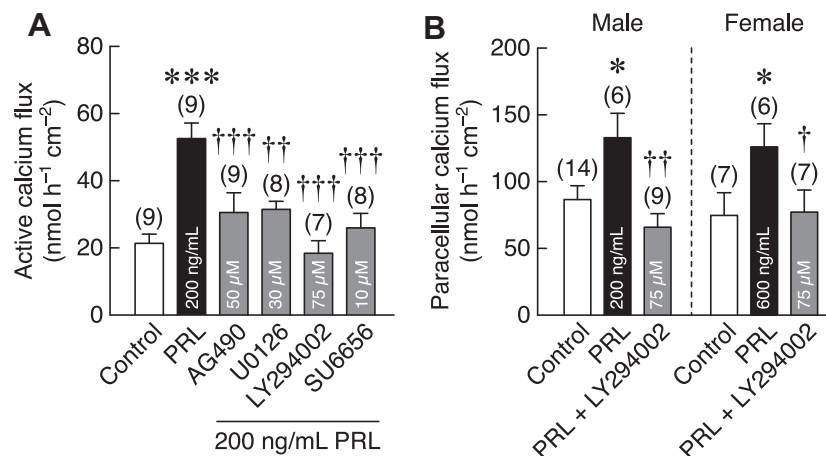 A
Active calcium flux
(nmol h⁻¹ cm⁻²)
80
60
40
20
0
(9)
***
(9)
†††
(9)
††
(8)
†††
(7)
†††
(8)
200 ng/mL
50 µM
30 µM
75 µM
10 µM
Control
PRL
AG490
U0126
LY294002
SU6656
200 ng/mL PRL
B
Male
Female
Paracellular calcium flux
(nmol h⁻¹ cm⁻²)
200
150
100
50
0
(14)
*
(6)
††
(9)
(7)
*
(6)
†
(7)
200 ng/mL
75 µM
600 ng/mL
75 µM
Control
PRL
PRL + LY294002
Control
PRL
PRL + LY294002